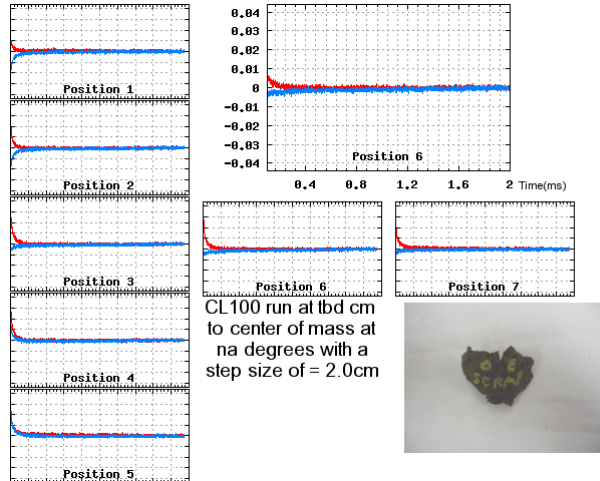 Position 1
Position 2
Position 3
Position 4
Position 5
0.04
0.03
0.02
0.01
0
-0.01
-0.02
-0.03
-0.04
Position 6
0.4 0.8 1.2 1.6 2 Time(ms)
Position 6
Position 7
CL100 run at tbd cm
to center of mass at
na degrees with a
step size of = 2.0cm
O E
SCRAP